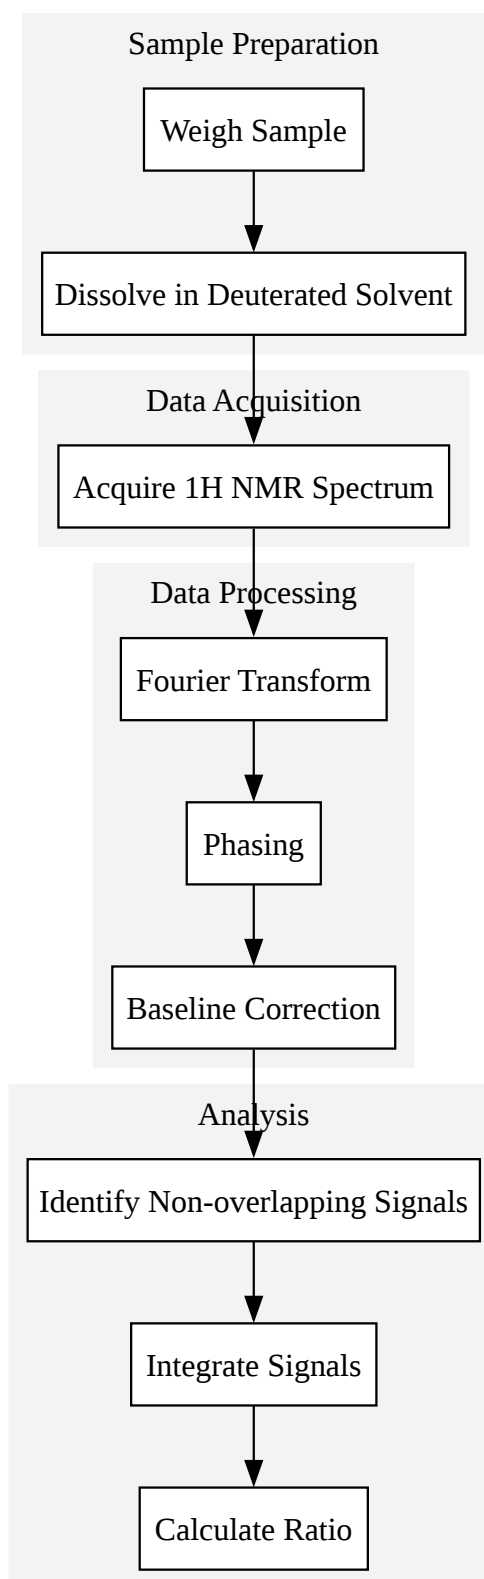 Sample Preparation
Weigh Sample
Dissolve in Deuterated Solvent
Data Acquisition
Acquire 1H NMR Spectrum
Data Processing
Fourier Transform
Phasing
Baseline Correction
Analysis
Identify Non-overlapping Signals
Integrate Signals
Calculate Ratio